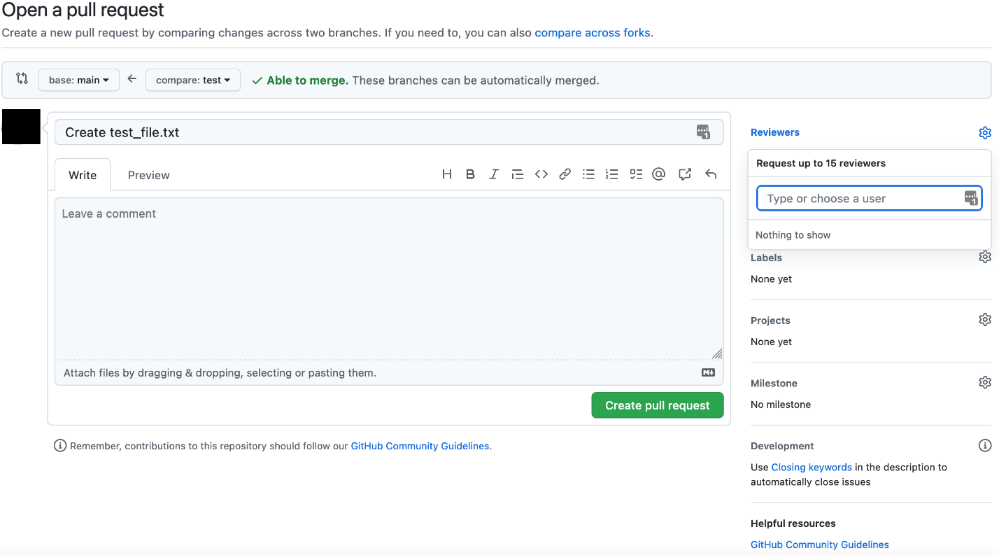 Open a pull request
Create a new pull request by comparing changes across two branches. If you need to, you can also compare across forks.
base: main
compare: test
Able to merge. These branches can be automatically merged.
Create test_file.txt
1
Write
Preview
H B I
Leave a comment
Attach files by dragging & dropping, selecting or pasting them.
M+
Create pull request
Remember, contributions to this repository should follow our GitHub Community Guidelines.
Reviewers
Request up to 15 reviewers
Type or choose a user
1
Nothing to show
Labels
None yet
Projects
None yet
Milestone
No milestone
Development
Use Closing keywords in the description to
automatically close issues
Helpful resources
GitHub Community Guidelines